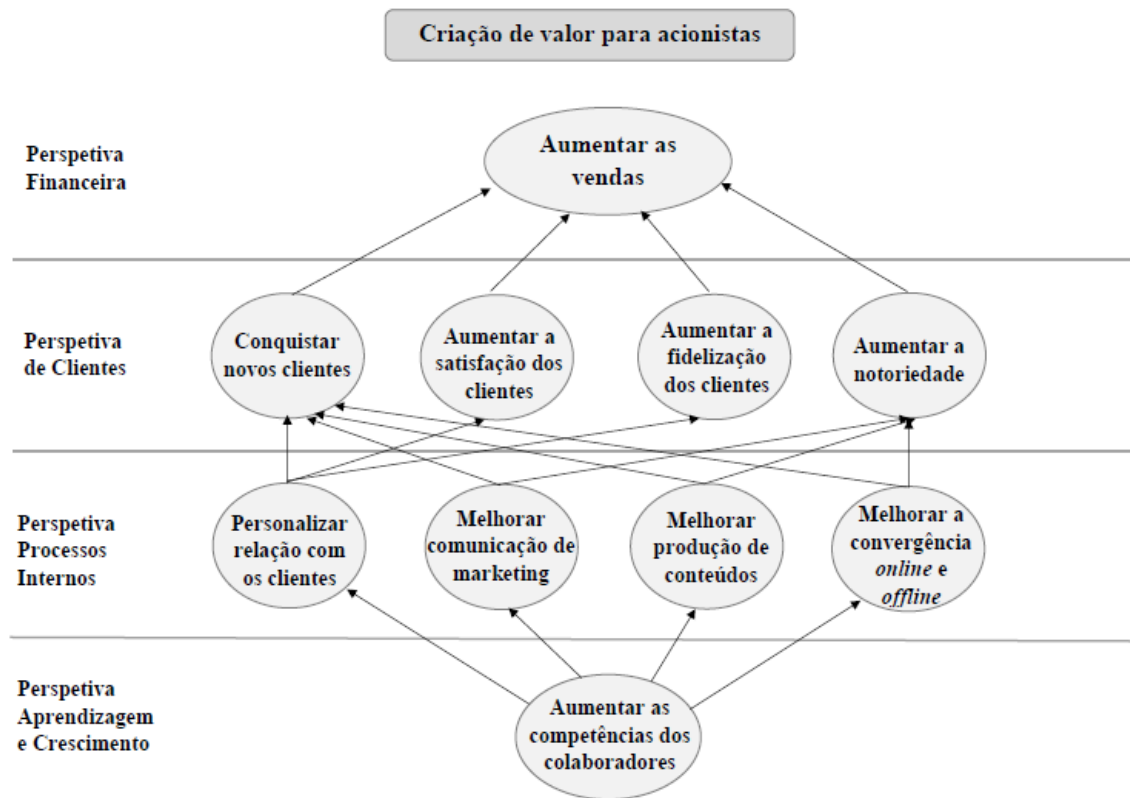 Criação de valor para acionistas
Perspetiva
Financeira
Aumentar as
vendas
Perspetiva
de Clientes
Conquistar
novos clientes
Aumentar a
satisfação dos
clientes
Aumentar a
fidelização
dos clientes
Aumentar a
notoriedade
Perspetiva
Processos
Internos
Personalizar
relação com
os clientes
Melhorar
comunicação de
marketing
Melhorar
produção de
conteúdos
Melhorar a
convergência
online e
offline
Perspetiva
Aprendizagem
e Crescimento
Aumentar as
competências dos
colaboradores